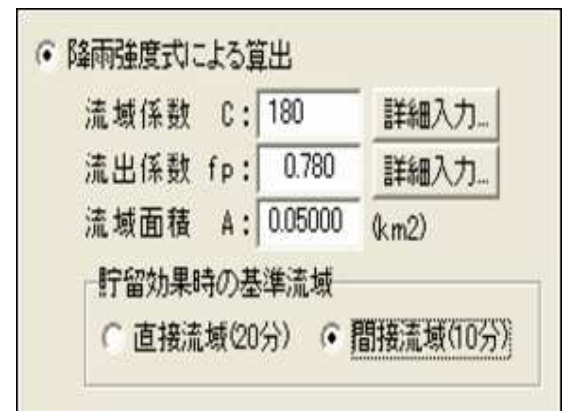 降雨強度式による算出
流域係数 C: 180 詳細入力...
流出係数 fp: 0.780 詳細入力...
流域面積 A: 0.05000 (km2)
貯留効果時の基準流域
直接流域(20分) 間接流域(10分)